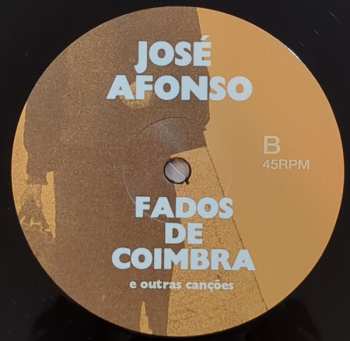 JOSÉ
AFONSO
B
45RPM
FADOS
DE
COIMBRA
e outras canções